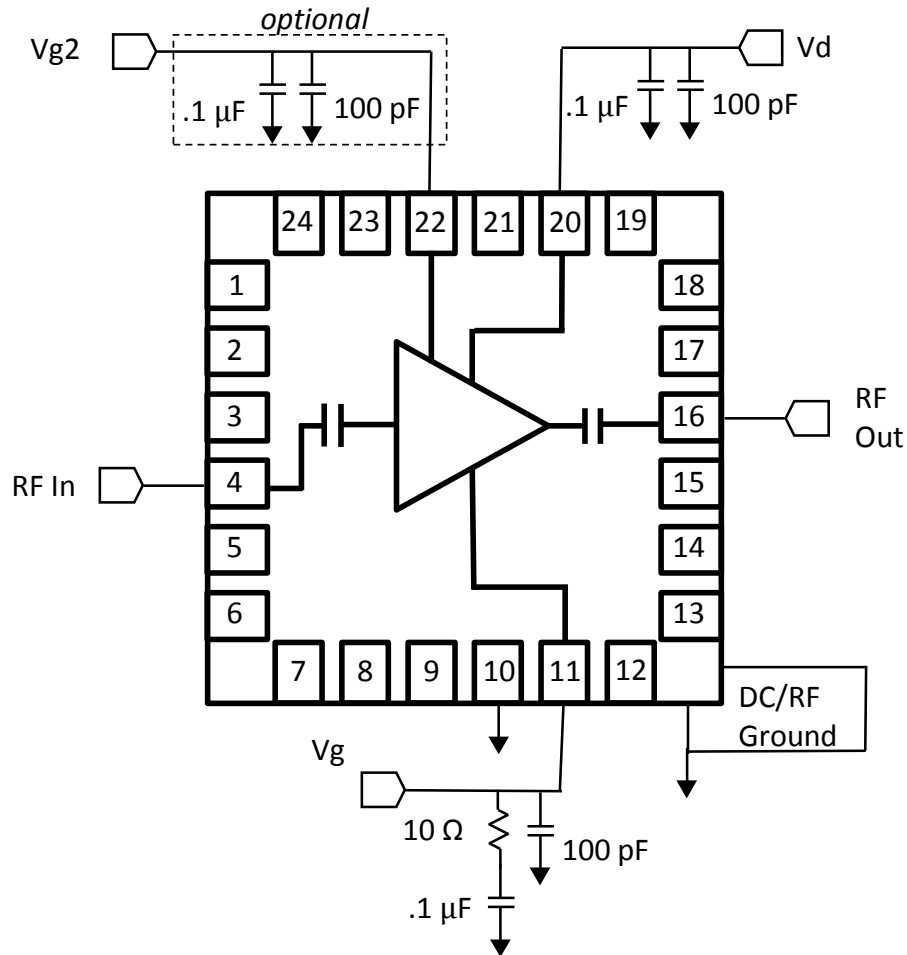 optional
Vg2
Vd
.1 μF
100 pF
.1 μF
100 pF
24
23
22
21
20
19
1
18
2
17
3
16
RF
Out
RF In
4
15
5
14
6
13
7
8
9
10
11
12
DC/RF
Ground
Vg
10 Ω
100 pF
.1 μF